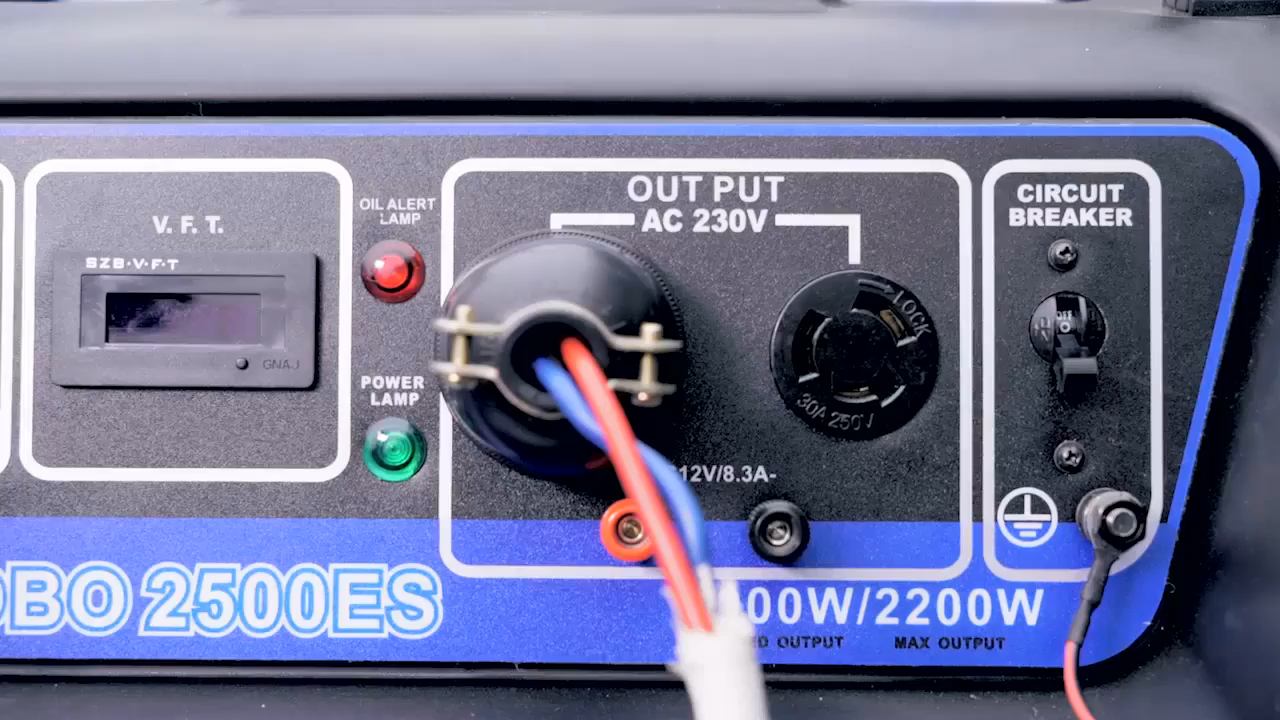 V. F. T.
SZB·V·F·T
GNAJ
OIL ALERT
LAMP
POWER
LAMP
OUT PUT
AC 230V
LOCK
30A 250V
12V/8.3A-
CIRCUIT
BREAKER
OFF
OBO 2500ES
00W/2200W
OUTPUT
MAX OUTPUT